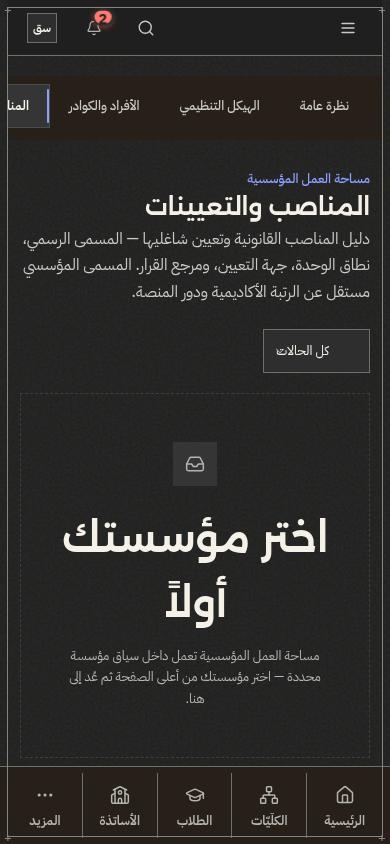 سق
2
نظرة عامة
الهيكل التنظيمي
الأفراد والكوادر
مساحة العمل المؤسسية
المناصب والتعيينات
دليل المناصب القانونية وتعيين شاغليها — المسمى الرسمي،
نطاق الوحدة، جهة التعيين، ومرجع القرار. المسمى المؤسسي
مستقل عن الرتبة الأكاديمية ودور المنصة.
كل الحالات
اختر مؤسستك
أولاً
مساحة العمل المؤسسية تعمل داخل سياق مؤسسة
محددة — اختر مؤسستك من أعلى الصفحة ثم عُد إلى
هنا.
الرئيسية
الكليّات
الطلاب
الأساتذة
المزيد